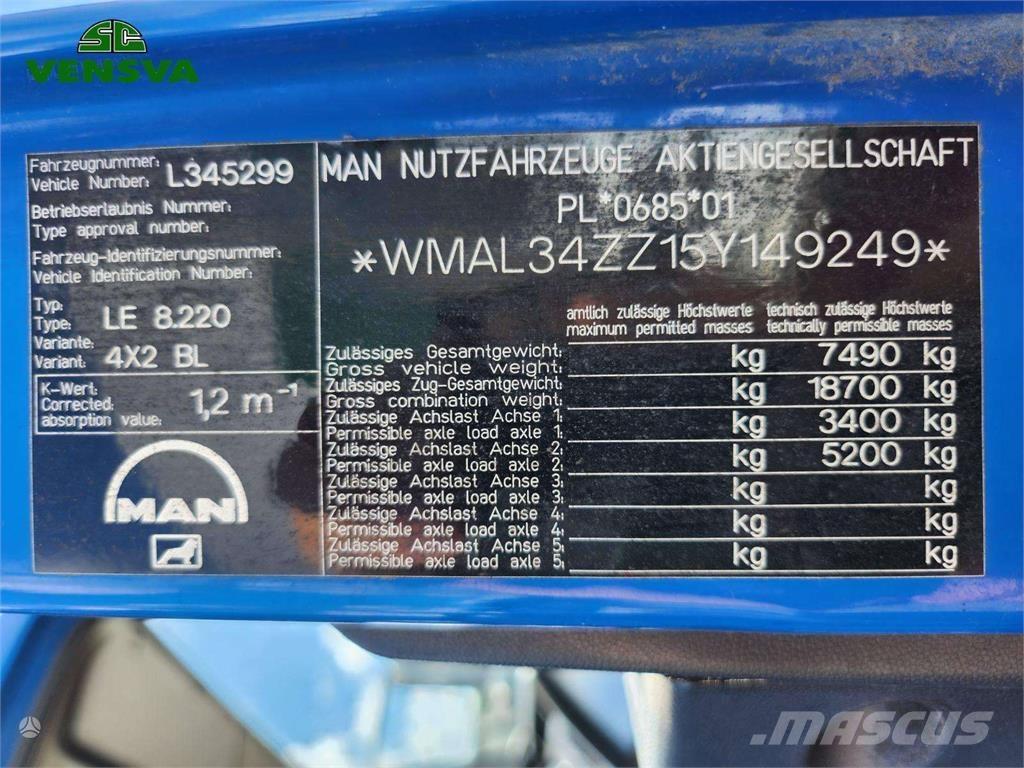 SC
VENSVA
Fahrzeugnummer:
Vehicle Number: L345299
Betriebserlaubnis Nummer:
Type approval number:
Fahrzeug-Identifizierungsnummer:
Vehicle Identification Number:
Typ:
Type: LE 8.220
Variante:
Variant: 4X2 BL
K-Wert:
Corrected
absorption value: 1,2 m⁻¹
MAN
MAN NUTZFAHRZEUGE AKTIENGESELLSCHAFT
PL*0685*01
*WMAL34ZZ15Y149249*
amtlich zulässige Höchstwerte technisch zulässige Höchstwerte
maximum permitted masses technically permissible masses
Zulässiges Gesamtgewicht:
Gross vehicle weight: kg 7490 kg
Zulässiges Zug-Gesamtgewicht:
Gross combination weight: kg 18700 kg
Zulässige Achslast Achse 1:
Permissible axle load axle 1: kg 3400 kg
Zulässige Achslast Achse 2:
Permissible axle load axle 2: kg 5200 kg
Zulässige Achslast Achse 3:
Permissible axle load axle 3: kg kg
Zulässige Achslast Achse 4:
Permissible axle load axle 4: kg kg
Zulässige Achslast Achse 5:
Permissible axle load axle 5: kg kg
MASCUS